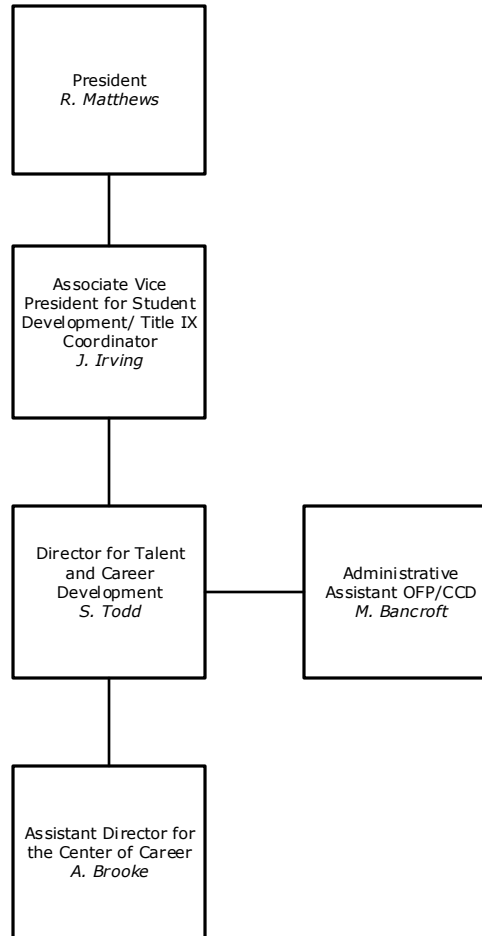 President
R. Matthews
Associate Vice
President for Student
Development/ Title IX
Coordinator
J. Irving
Director for Talent
and Career
Development
S. Todd
Administrative
Assistant OFP/CCD
M. Bancroft
Assistant Director for
the Center of Career
A. Brooke